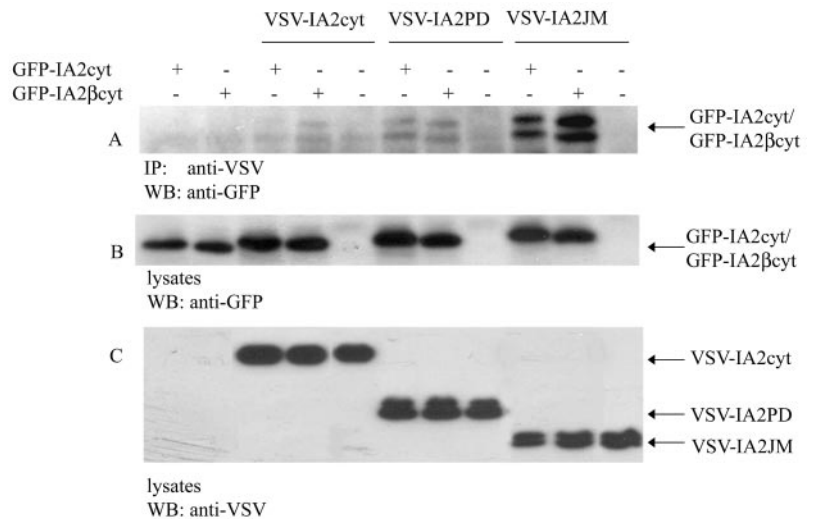 VSV-IA2cyt VSV-IA2PD VSV-IA2JM
GFP-IA2cyt + - + - - + - - + - -
GFP-IA2βcyt - + - + - - + - - + -
A
GFP-IA2cyt/
GFP-IA2βcyt
IP: anti-VSV
WB: anti-GFP
B
GFP-IA2cyt/
GFP-IA2βcyt
lysates
WB: anti-GFP
C
VSV-IA2cyt
VSV-IA2PD
VSV-IA2JM
lysates
WB: anti-VSV